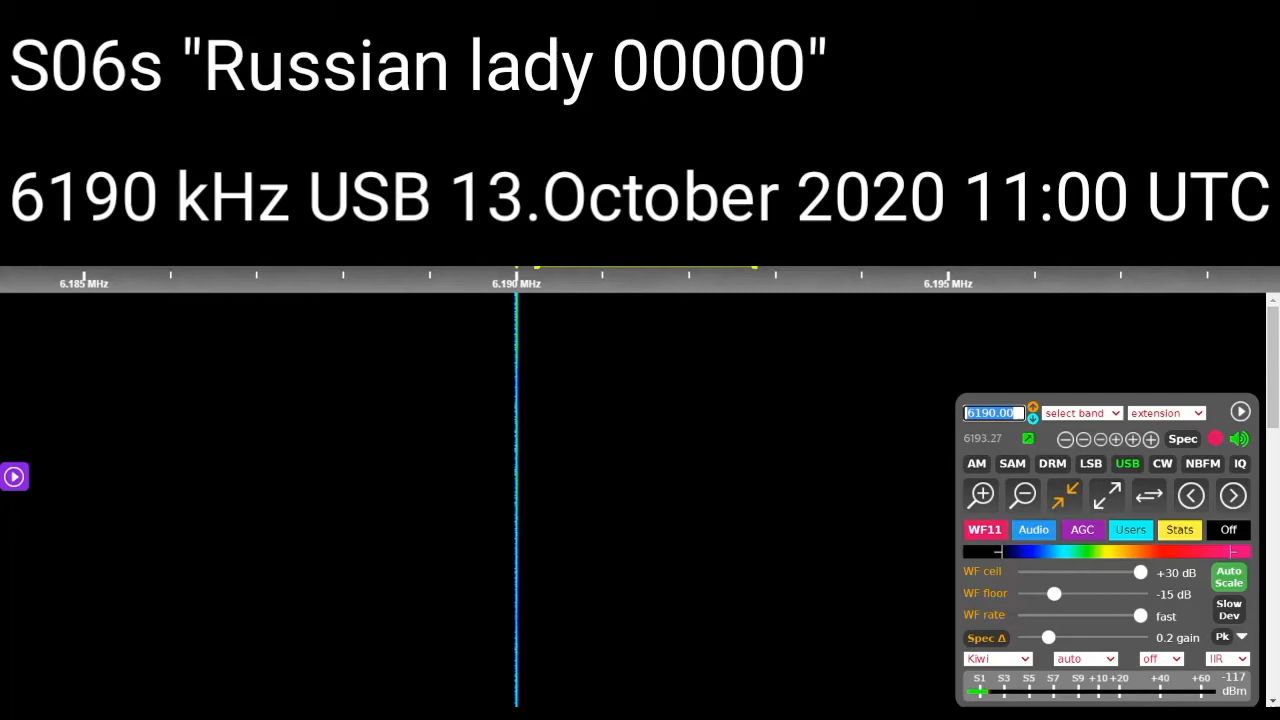 S06s "Russian lady 00000"
6190 kHz USB 13.October 2020 11:00 UTC
6.185 MHz 6.190 MHz 6.195 MHz
6190.00 select band extension
6193.27 Spec
AM SAM DRM LSB USB CW NBFM IQ
WF11 Audio AGC Users Stats Off
WF ceil +30 dB Auto Scale
WF floor -15 dB
WF rate fast Slow Dev
Spec Δ 0.2 gain Pk
Kiwi auto off IIR
S1 S3 S5 S7 S9 +10 +20 +40 +60 -117 dBm